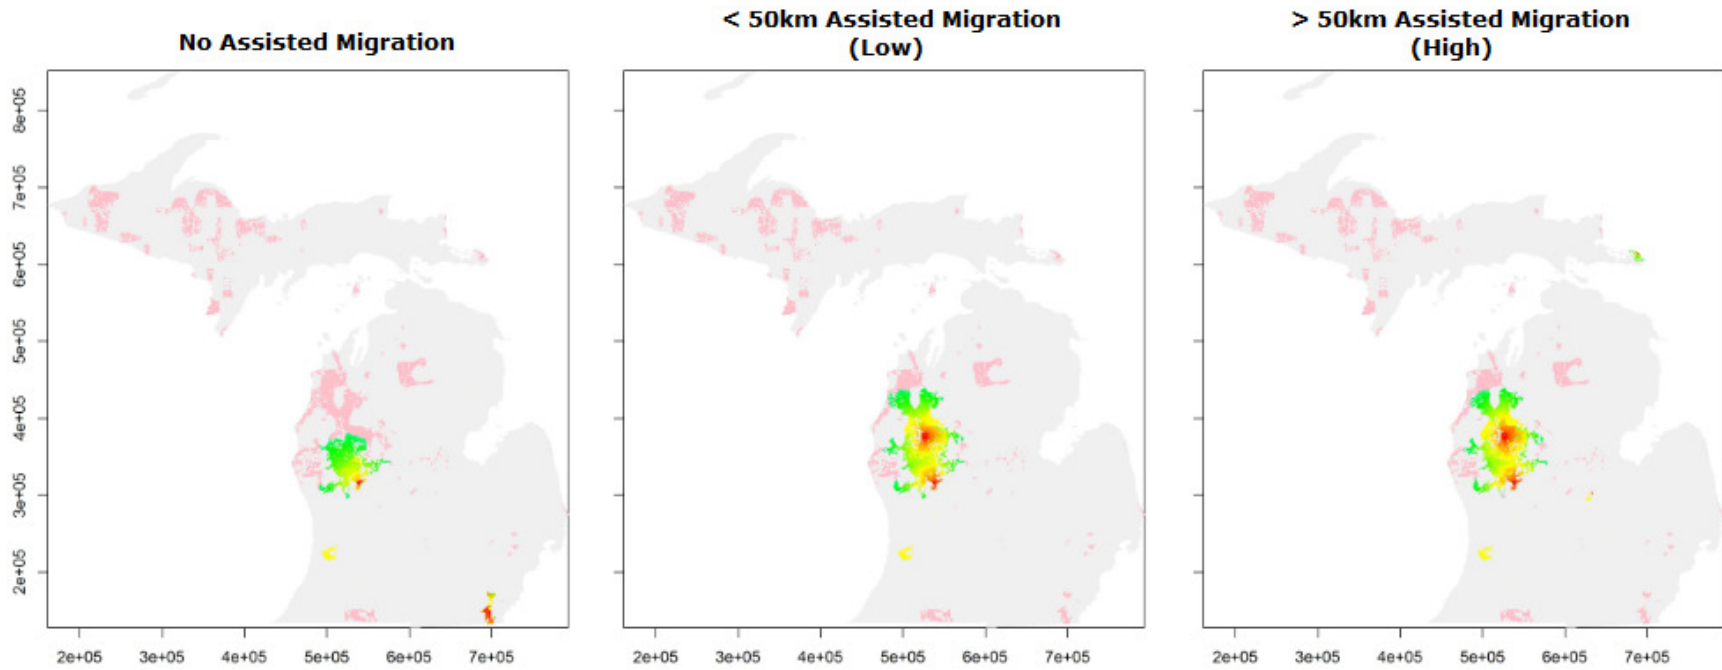 No Assisted Migration
< 50km Assisted Migration
(Low)
> 50km Assisted Migration
(High)
8e+05
7e+05
6e+05
5e+05
4e+05
3e+05
2e+05
2e+05 3e+05 4e+05 5e+05 6e+05 7e+05
2e+05 3e+05 4e+05 5e+05 6e+05 7e+05
2e+05 3e+05 4e+05 5e+05 6e+05 7e+05